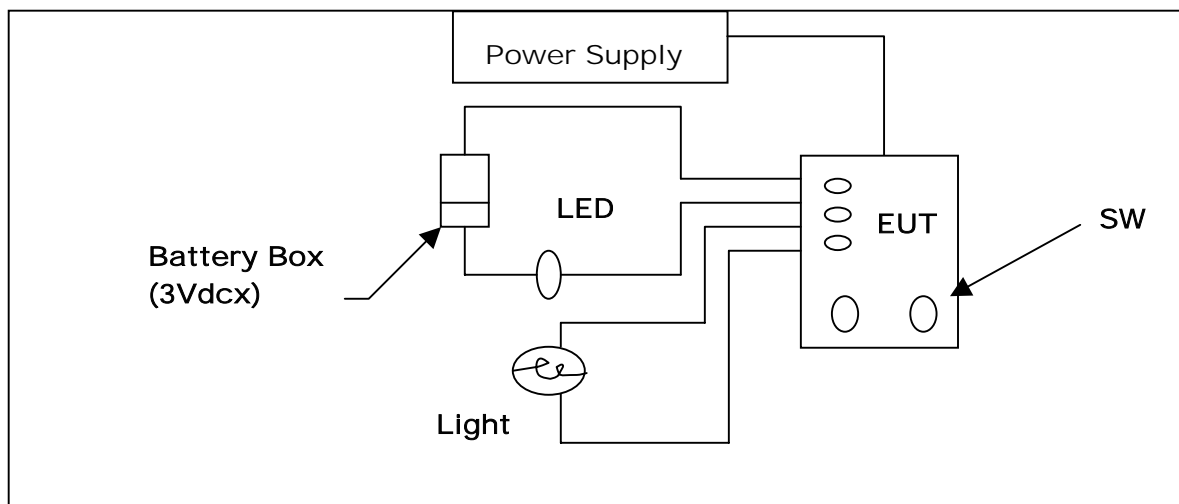 Power Supply
LED
EUT
SW
Battery Box
(3Vdcx)
Light